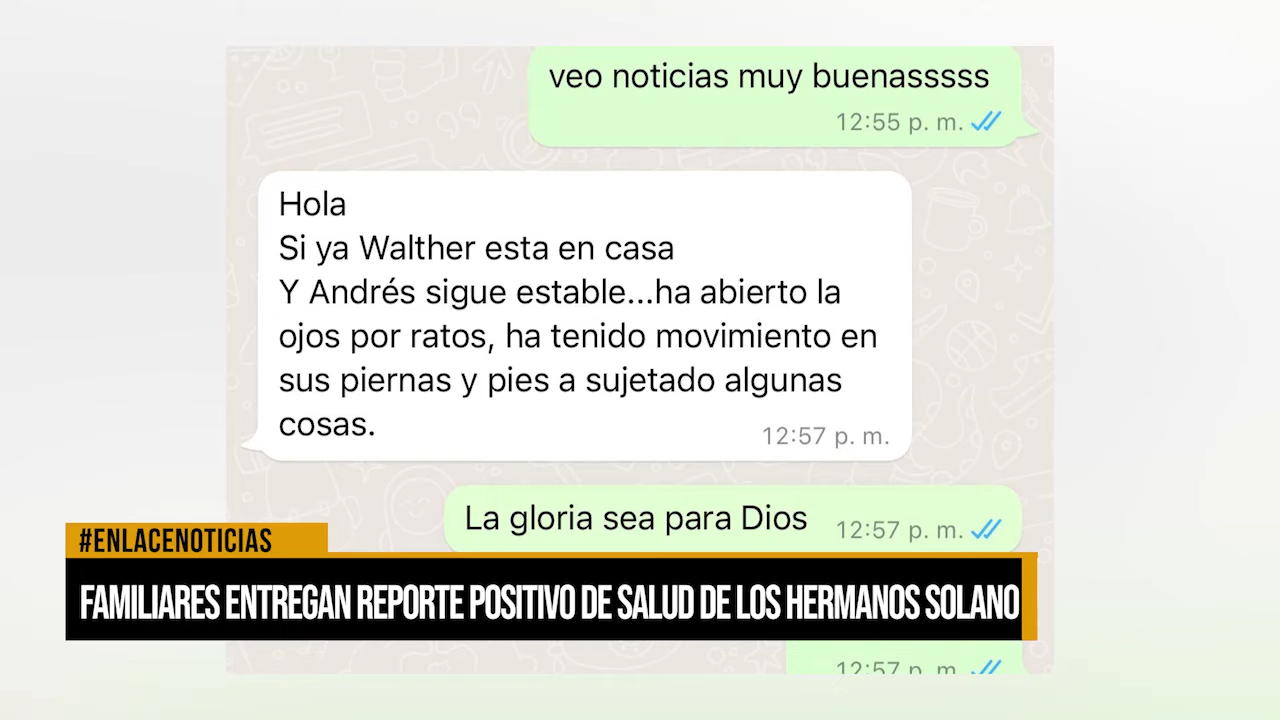 veo noticias muy buenasssss
12:55 p. m.
Hola
Si ya Walther esta en casa
Y Andrés sigue estable...ha abierto la
ojos por ratos, ha tenido movimiento en
sus piernas y pies a sujetado algunas
cosas.
12:57 p. m.
La gloria sea para Dios
12:57 p. m.
#ENLACENOTICIAS
FAMILIARES ENTREGAN REPORTE POSITIVO DE SALUD DE LOS HERMANOS SOLANO
12:57 p. m.